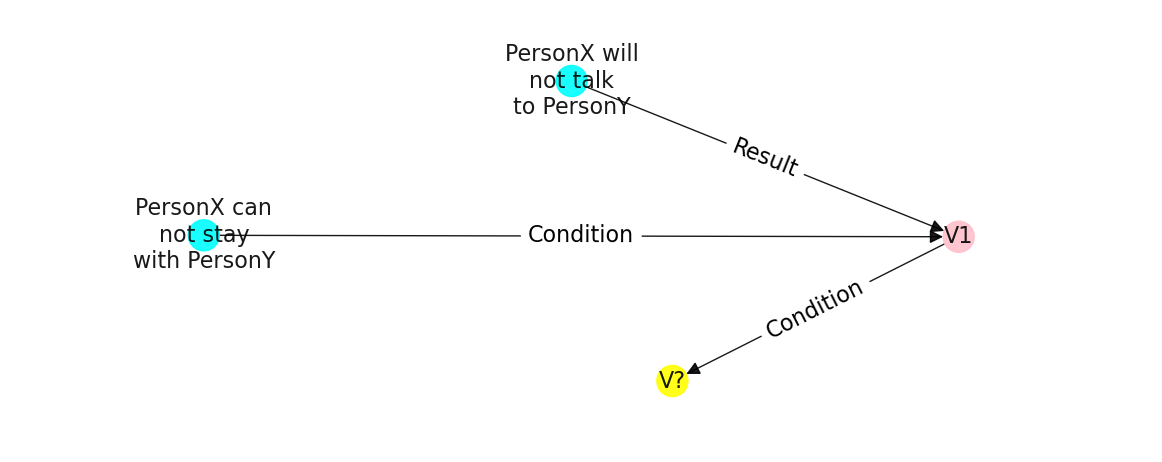 PersonX will
not talk
to PersonY
Result
PersonX can
not stay
with PersonY
Condition
V1
Condition
V?